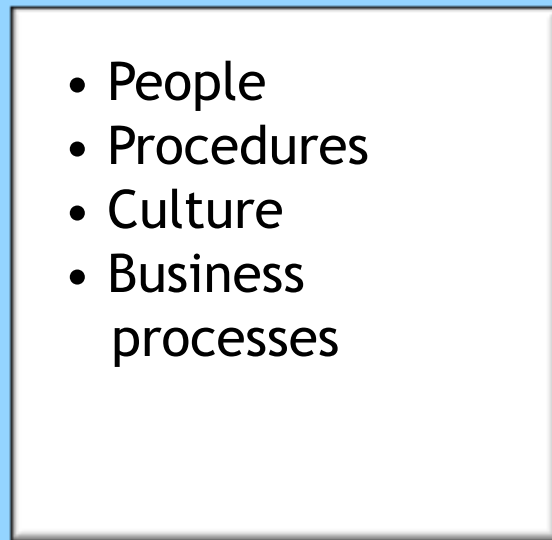 • People
• Procedures
• Culture
• Business
processes